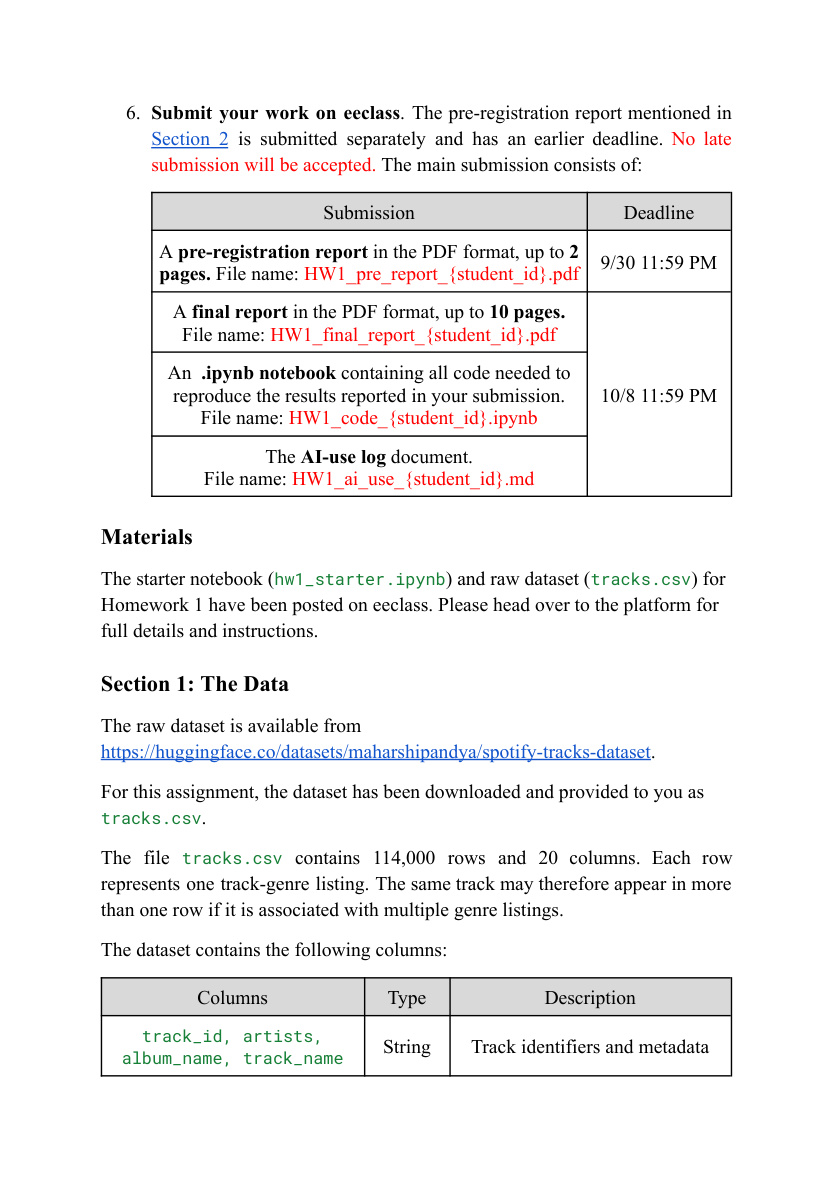 6. Submit your work on eeclass. The pre-registration report mentioned in
Section 2 is submitted separately and has an earlier deadline. No late
submission will be accepted. The main submission consists of:
Submission Deadline
A pre-registration report in the PDF format, up to 2
pages. File name: HW1_pre_report_{student_id}.pdf
9/30 11:59 PM
A final report in the PDF format, up to 10 pages.
File name: HW1_final_report_{student_id}.pdf
An .ipynb notebook containing all code needed to
reproduce the results reported in your submission.
File name: HW1_code_{student_id}.ipynb
10/8 11:59 PM
The AI-use log document.
File name: HW1_ai_use_{student_id}.md
Materials
The starter notebook (hw1_starter.ipynb) and raw dataset (tracks.csv) for
Homework 1 have been posted on eeclass. Please head over to the platform for
full details and instructions.
Section 1: The Data
The raw dataset is available from
https://huggingface.co/datasets/maharshipandya/spotify-tracks-dataset.
For this assignment, the dataset has been downloaded and provided to you as
tracks.csv.
The file tracks.csv contains 114,000 rows and 20 columns. Each row
represents one track-genre listing. The same track may therefore appear in more
than one row if it is associated with multiple genre listings.
The dataset contains the following columns:
Columns Type Description
track_id, artists,
album_name, track_name
String
Track identifiers and metadata